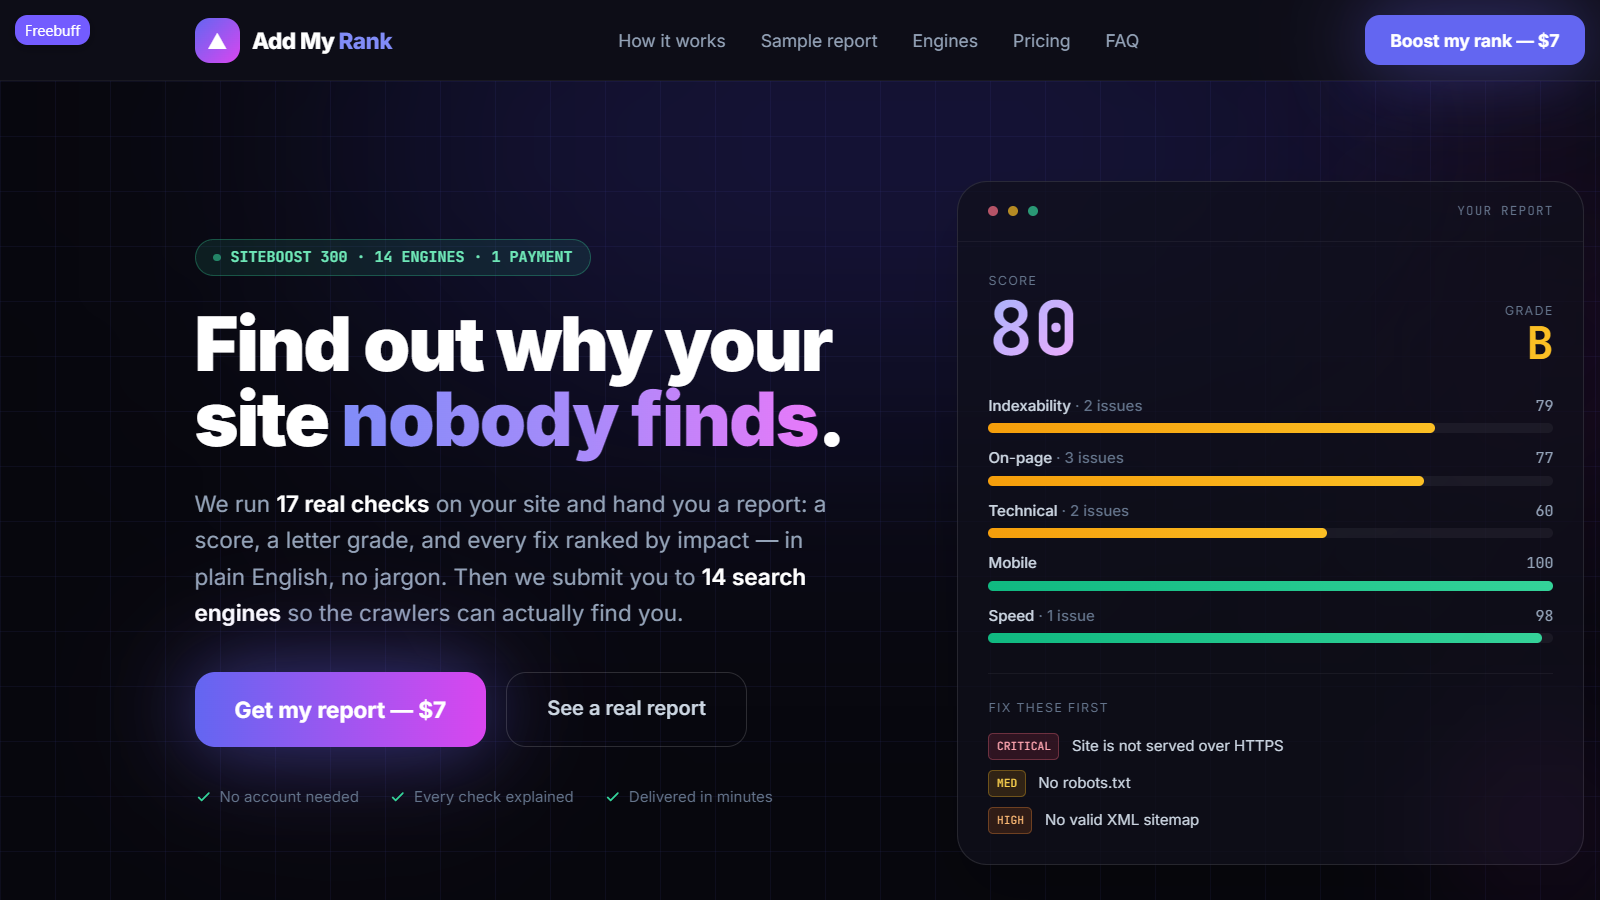 Freebuff
Add My Rank
How it works
Sample report
Engines
Pricing
FAQ
Boost my rank — $7
SITEBOOST 300 · 14 ENGINES · 1 PAYMENT
Find out why your
site nobody finds.
We run 17 real checks on your site and hand you a report: a
score, a letter grade, and every fix ranked by impact — in
plain English, no jargon. Then we submit you to 14 search
engines so the crawlers can actually find you.
Get my report — $7
See a real report
No account needed
Every check explained
Delivered in minutes
YOUR REPORT
SCORE
80
GRADE
B
Indexability · 2 issues 79
On-page · 3 issues 77
Technical · 2 issues 60
Mobile 100
Speed · 1 issue 98
FIX THESE FIRST
CRITICAL Site is not served over HTTPS
MED No robots.txt
HIGH No valid XML sitemap